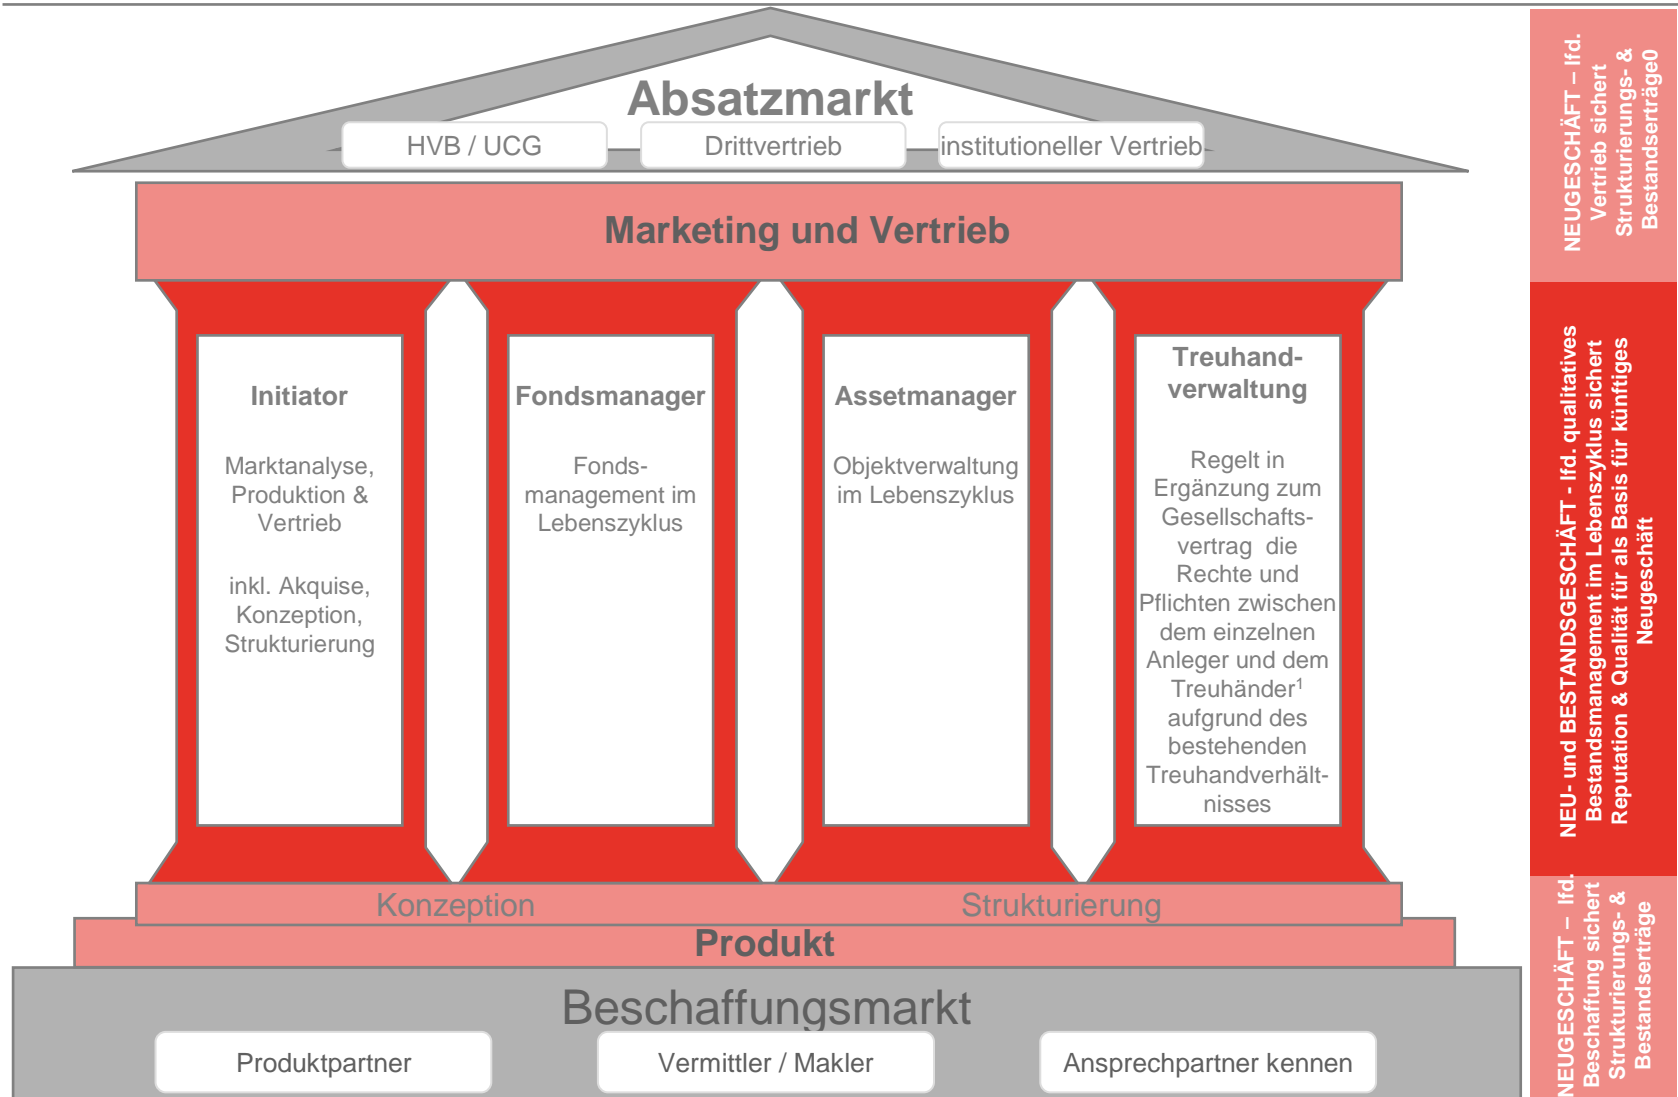 Absatzmarkt
HVB / UCG
Drittvertrieb
institutioneller Vertrieb
Marketing und Vertrieb
Initiator
Marktanalyse,
Produktion &
Vertrieb
inkl. Akquise,
Konzeption,
Strukturierung
Fondsmanager
Fonds-
management im
Lebenszyklus
Assetmanager
Objektverwaltung
im Lebenszyklus
Treuhand-
verwaltung
Regelt in
Ergänzung zum
Gesellschafts-
vertrag die
Rechte und
Pflichten zwischen
dem einzelnen
Anleger und dem
Treuhänder¹
aufgrund des
bestehenden
Treuhandverhält-
nisses
Konzeption
Strukturierung
Produkt
Beschaffungsmarkt
Produktpartner
Vermittler / Makler
Ansprechpartner kennen
NEUGESCHÄFT – lfd.
Vertrieb sichert
Strukturierungs- &
Bestandserträge0
NEU- und BESTANDSGESCHÄFT - lfd. qualitatives
Bestandsmanagement im Lebenszyklus sichert
Reputation & Qualität für als Basis für künftiges
Neugeschäft
NEUGESCHÄFT – lfd.
Beschaffung sichert
Strukturierungs- &
Bestandserträge